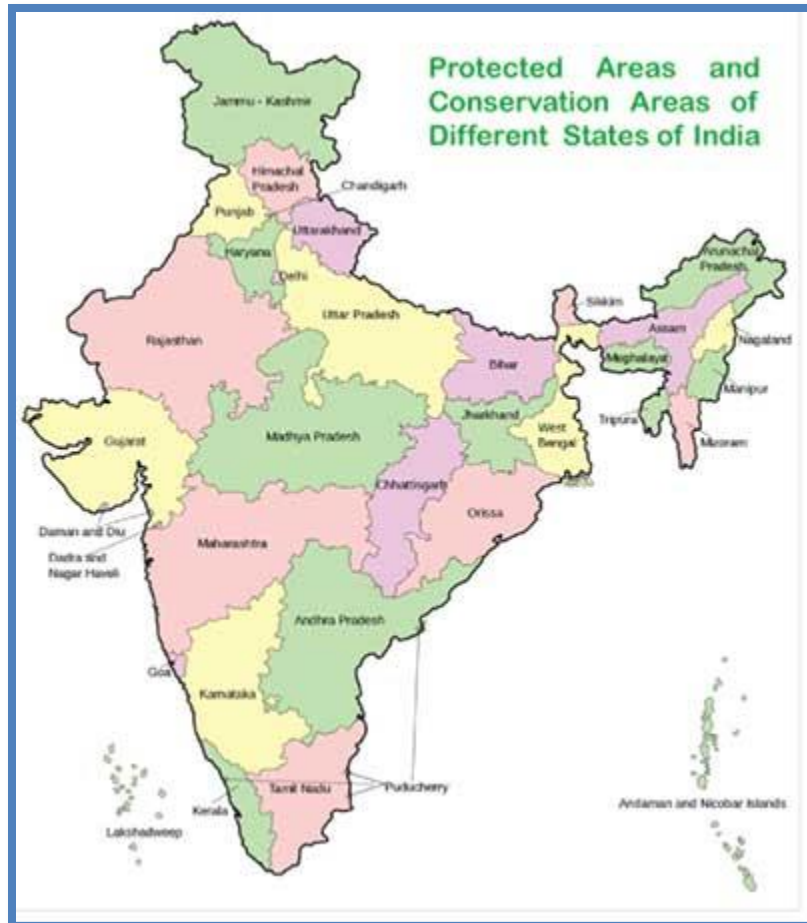 Protected Areas and
Conservation Areas of
Different States of India
Jammu - Kashmir
Himachal
Pradesh
Chandigarh
Punjab
Uttarakhand
Haryana
Delhi
Arunachal
Pradesh
Sikkim
Uttar Pradesh
Rajasthan
Assam
Nagaland
Bihar
Meghalayat
Manipur
Jharkhand
Tripura
West
Bengal
Gujarat
Madhya Pradesh
Mizoram
Chhattisgarh
Orissa
Daman and Diu
Maharashtra
Dadra and
Nagar Haveli
Andhra Pradesh
Goa
Karnataka
Tamil Nadu
Puducherry
Kerala
Andaman and Nicobar Islands
Lakshadweep